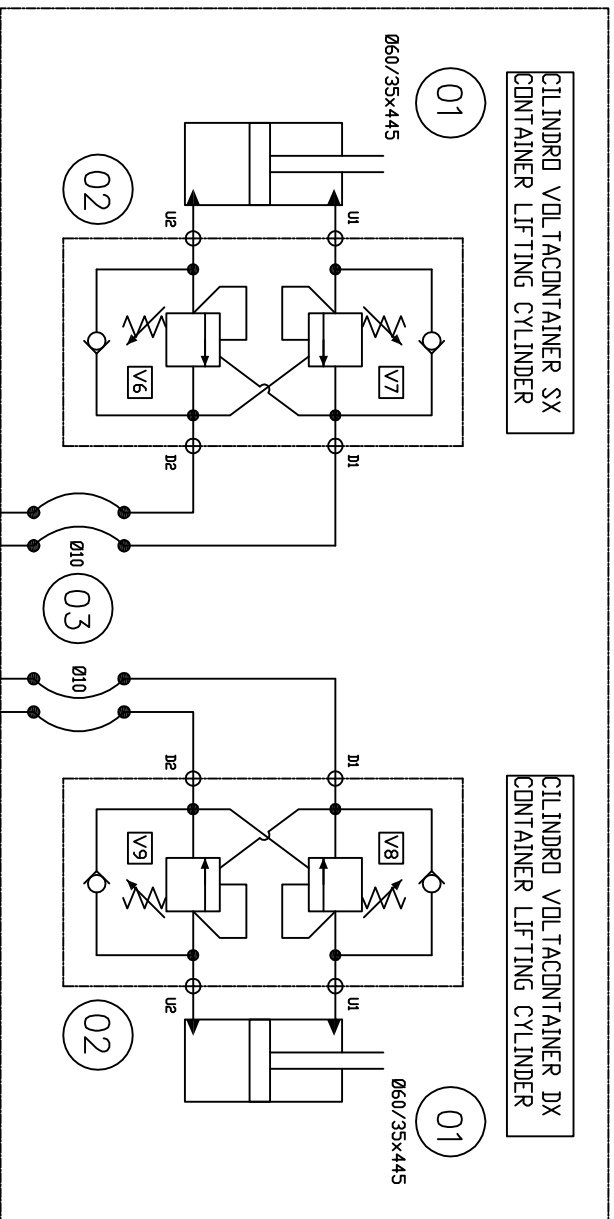 CILINDRO VOLTACONTAINER SX
CONTAINER LIFTING CYLINDER
01
Ø60/35x445
02
U2
U1
V6
V7
D2
D1
Ø10
03
Ø10
CILINDRO VOLTACONTAINER DX
CONTAINER LIFTING CYLINDER
D2
D1
V9
V8
U2
U1
02
01
Ø60/35x445